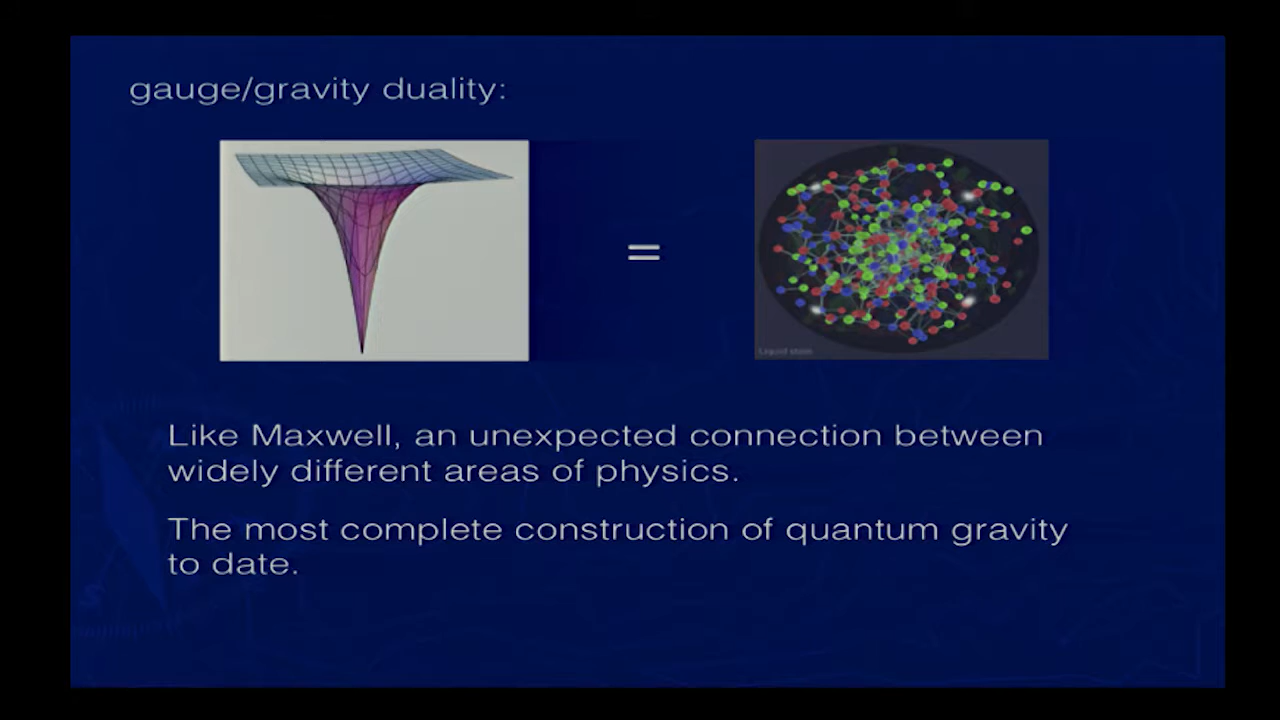 gauge/gravity duality:
=
Like Maxwell, an unexpected connection between
widely different areas of physics.
The most complete construction of quantum gravity
to date.